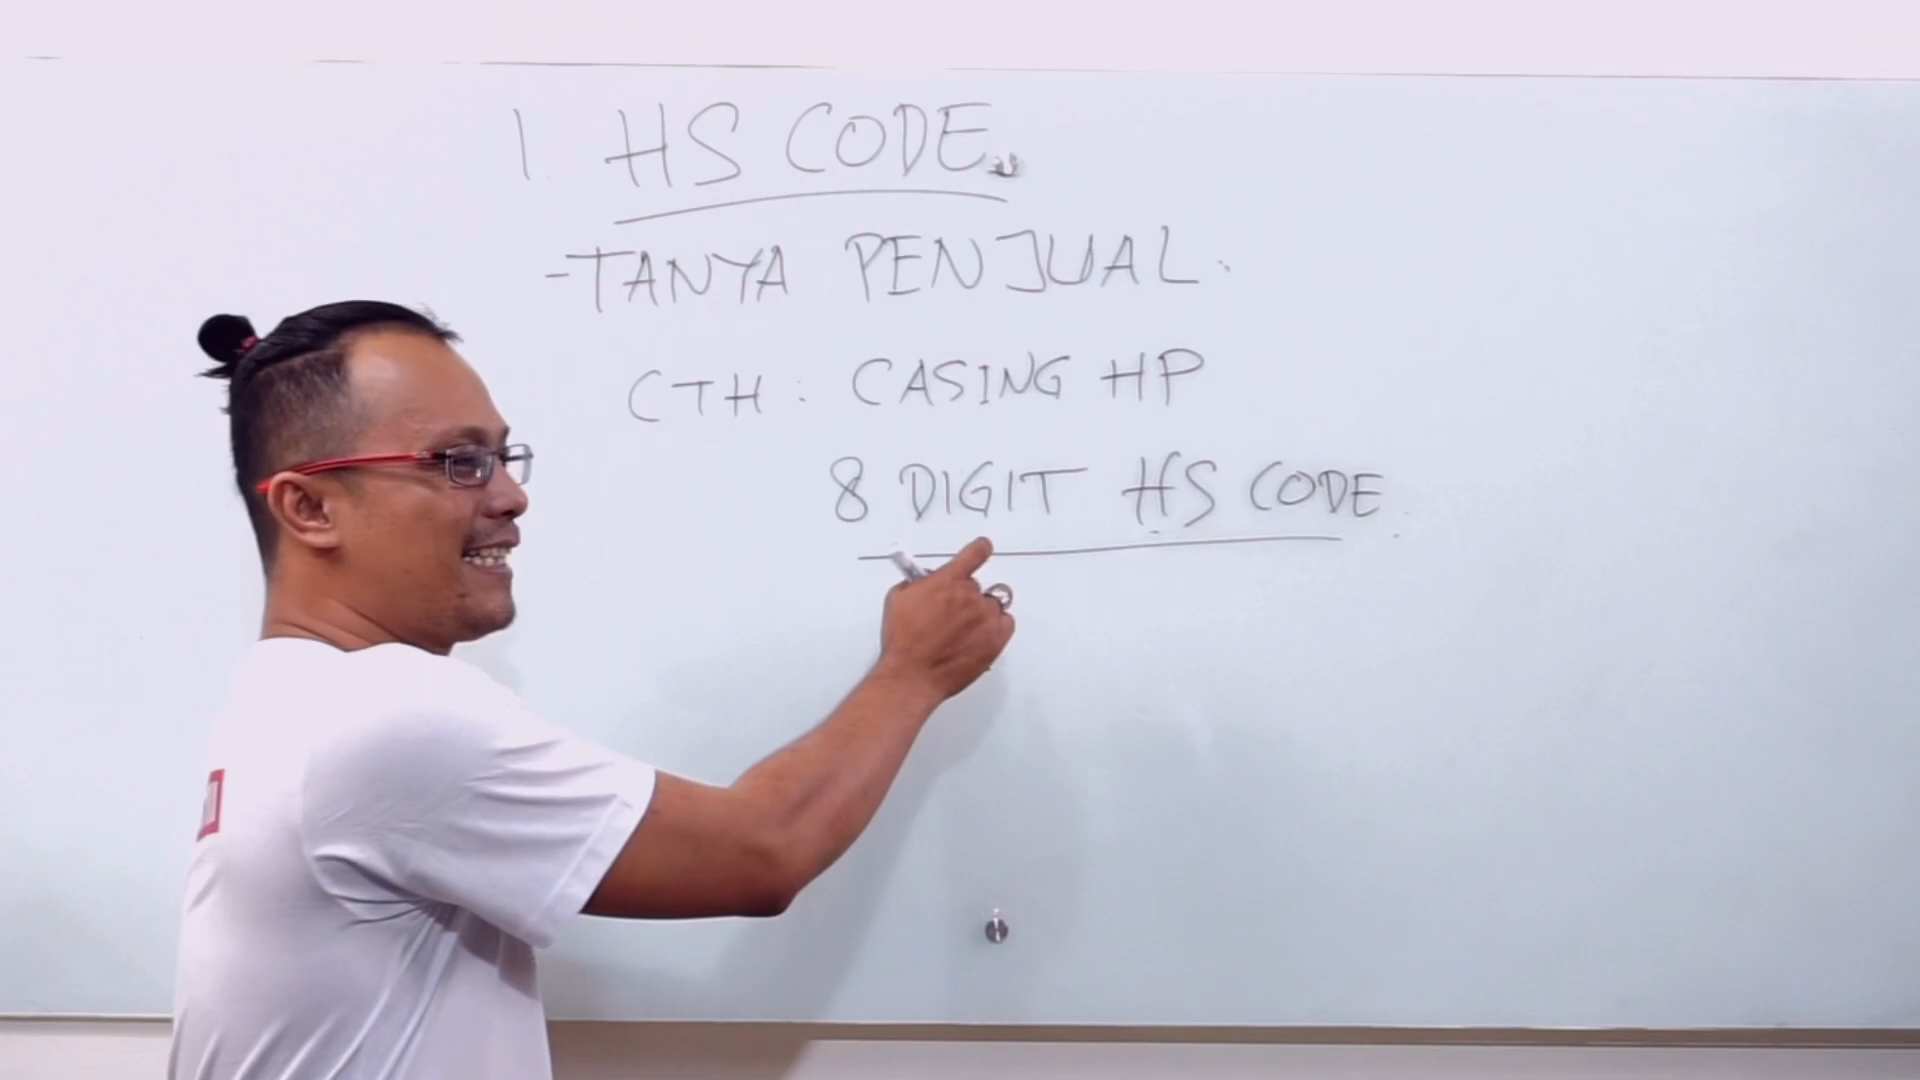 1. HS CODE.
- TANYA PENJUAL.
CTH : CASING HP
8 DIGIT HS CODE.